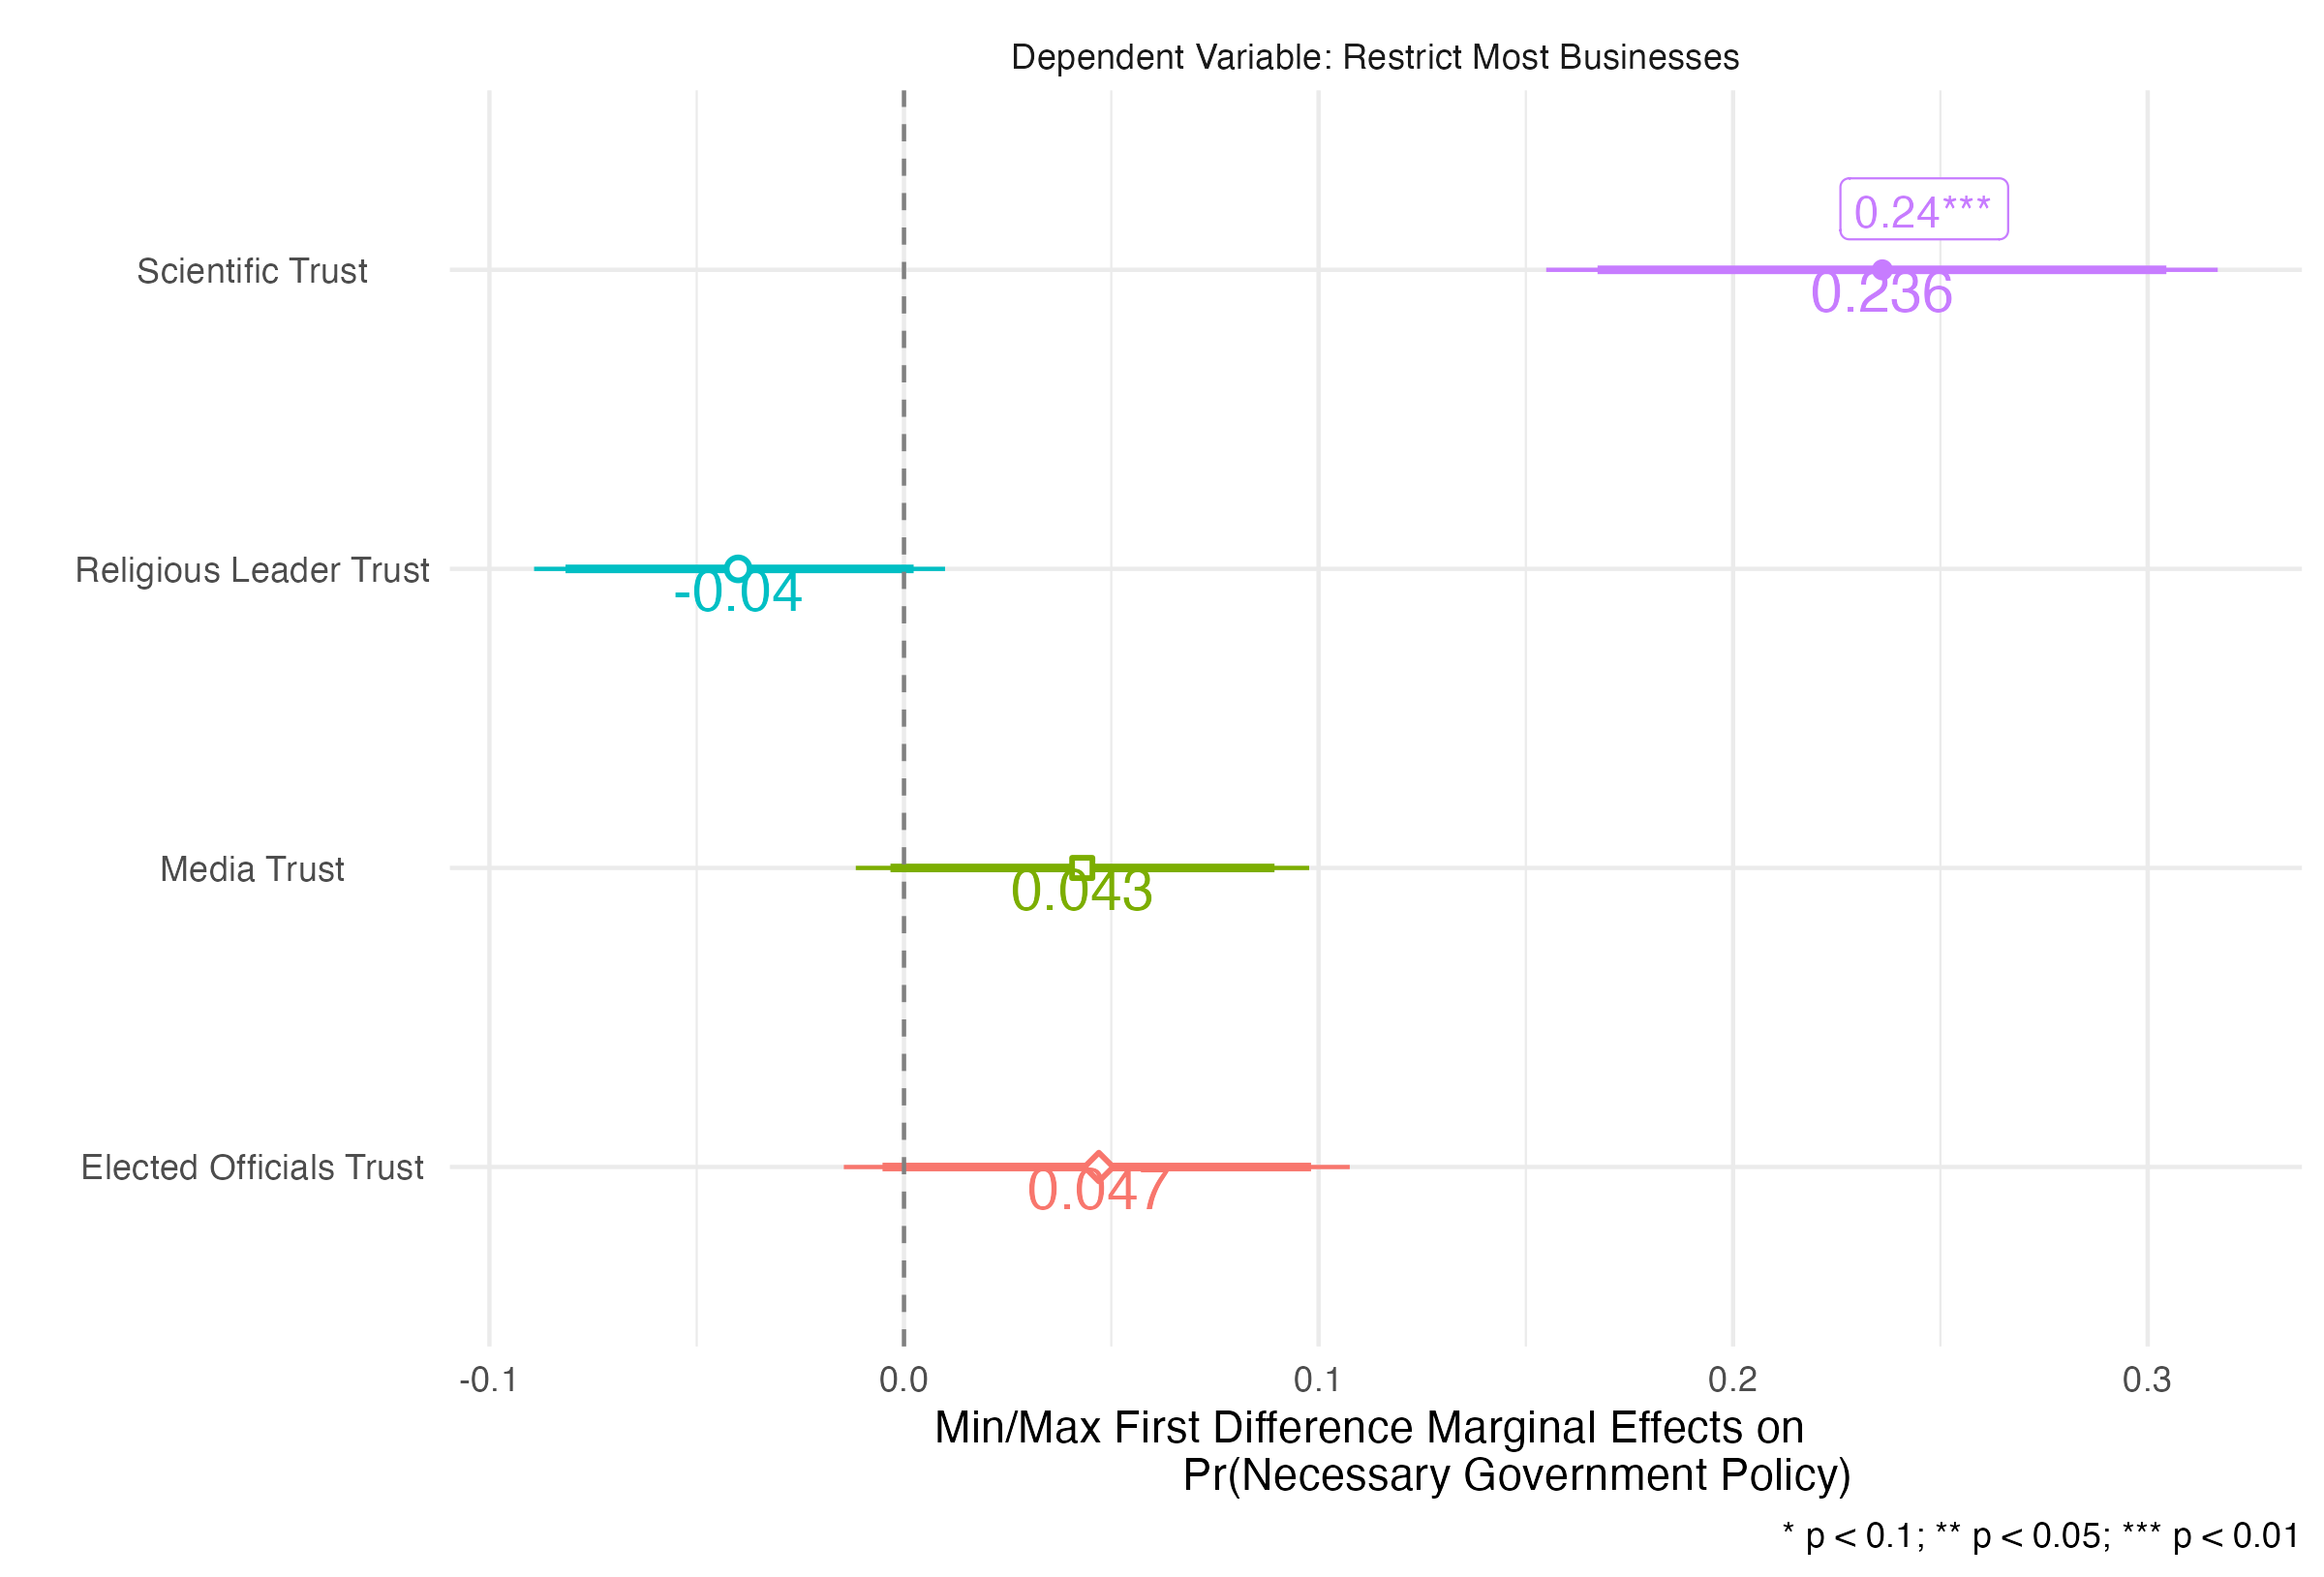 Dependent Variable: Restrict Most Businesses
0.24***
Scientific Trust
0.236
Religious Leader Trust
-0.04
Media Trust
0.043
Elected Officials Trust
0.047
-0.1 0.0 0.1 0.2 0.3
Min/Max First Difference Marginal Effects on
Pr(Necessary Government Policy)
* p < 0.1; ** p < 0.05; *** p < 0.01